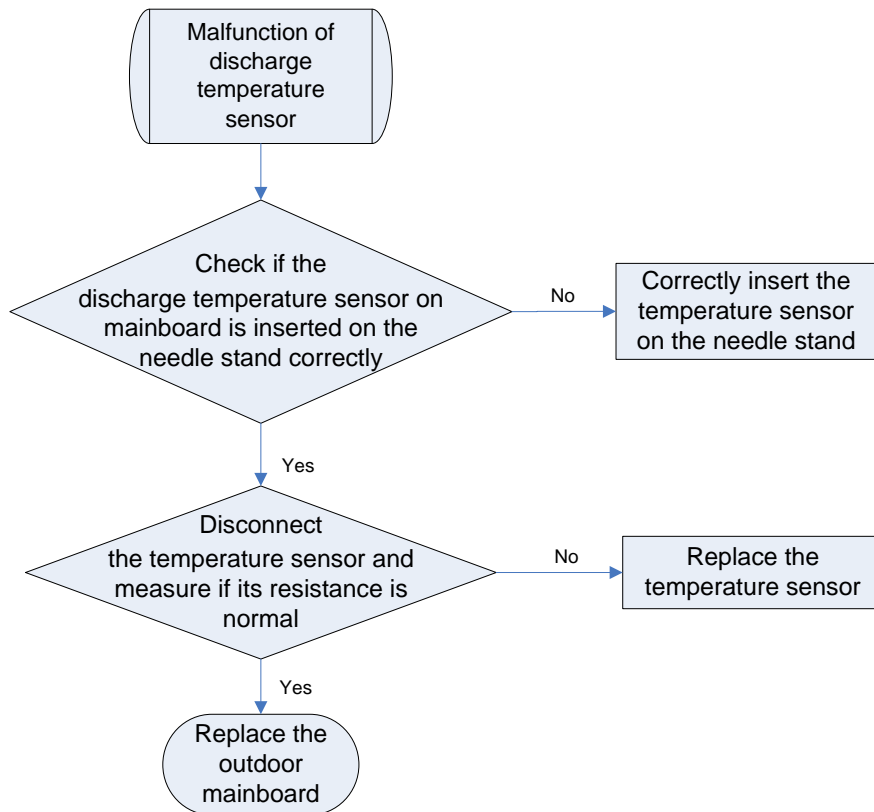 Malfunction of
discharge
temperature
sensor
Check if the
discharge temperature sensor on
mainboard is inserted on the
needle stand correctly
No
Correctly insert the
temperature sensor
on the needle stand
Yes
Disconnect
the temperature sensor and
measure if its resistance is
normal
No
Replace the
temperature sensor
Yes
Replace the
outdoor
mainboard